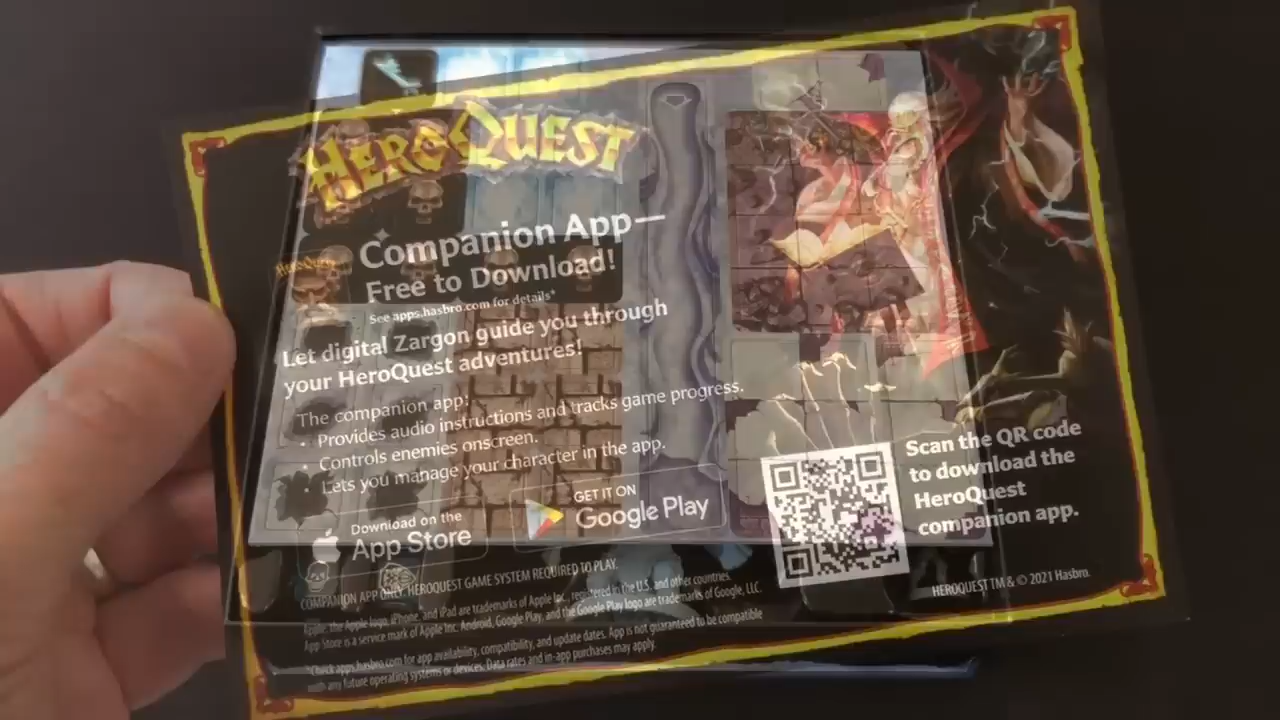 HEROQUEST
Companion App—
Free to Download!
See apps.hasbro.com for details*
Let digital Zargon guide you through
your HeroQuest adventures!
The companion app:
• Provides audio instructions and tracks game progress.
Controls enemies onscreen.
Lets you manage your character in the app.
Download on the
App Store
GET IT ON
Google Play
Scan the QR code
to download the
HeroQuest
companion app.
COMPANION APP ONLY. HEROQUEST GAME SYSTEM REQUIRED TO PLAY.
Apple, the Apple logo, iPhone, and iPad are trademarks of Apple Inc., registered in the U.S. and other countries.
App Store is a service mark of Apple Inc. Android, Google Play, and the Google Play logo are trademarks of Google, LLC.
*Check apps.hasbro.com for app availability, compatibility, and update dates. App is not guaranteed to be compatible
with any future operating systems or devices. Data rates and in-app purchases may apply.
HEROQUEST TM & © 2021 Hasbro.
HEROQUEST